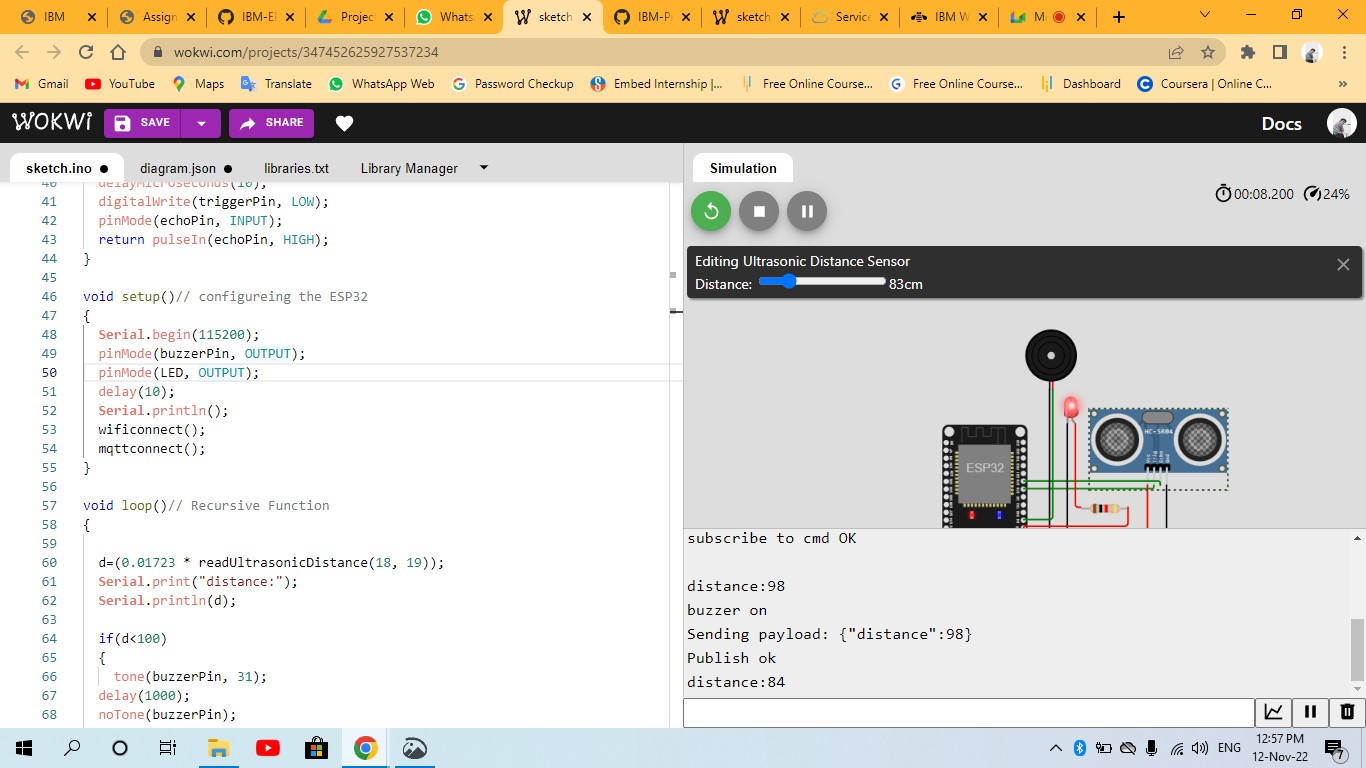 IBM
Assign
IBM-E
Project
Whats
sketch
IBM-P
sketch
Service
IBM W
M
wokwi.com/projects/347452625927537234
Gmail
YouTube
Maps
Translate
WhatsApp Web
Password Checkup
Embed Internship |...
Free Online Course...
Free Online Course...
Dashboard
Coursera | Online C...
WOKWI
SAVE
SHARE
Docs
sketch.ino
diagram.json
libraries.txt
Library Manager
40 delayMicroseconds(10);
41 digitalWrite(triggerPin, LOW);
42 pinMode(echoPin, INPUT);
43 return pulseIn(echoPin, HIGH);
44 }
45
46 void setup()// configureing the ESP32
47 {
48 Serial.begin(115200);
49 pinMode(buzzerPin, OUTPUT);
50 pinMode(LED, OUTPUT);
51 delay(10);
52 Serial.println();
53 wificonnect();
54 mqttconnect();
55 }
56
57 void loop()// Recursive Function
58 {
59
60 d=(0.01723 * readUltrasonicDistance(18, 19));
61 Serial.print("distance:");
62 Serial.println(d);
63
64 if(d<100)
65 {
66 tone(buzzerPin, 31);
67 delay(1000);
68 noTone(buzzerPin);
Simulation
00:08.200
24%
Editing Ultrasonic Distance Sensor
Distance: 83cm
HC-SR04
ESP32
subscribe to cmd OK
distance:98
buzzer on
Sending payload: {"distance":98}
Publish ok
distance:84
ENG
12:57 PM
12-Nov-22
7